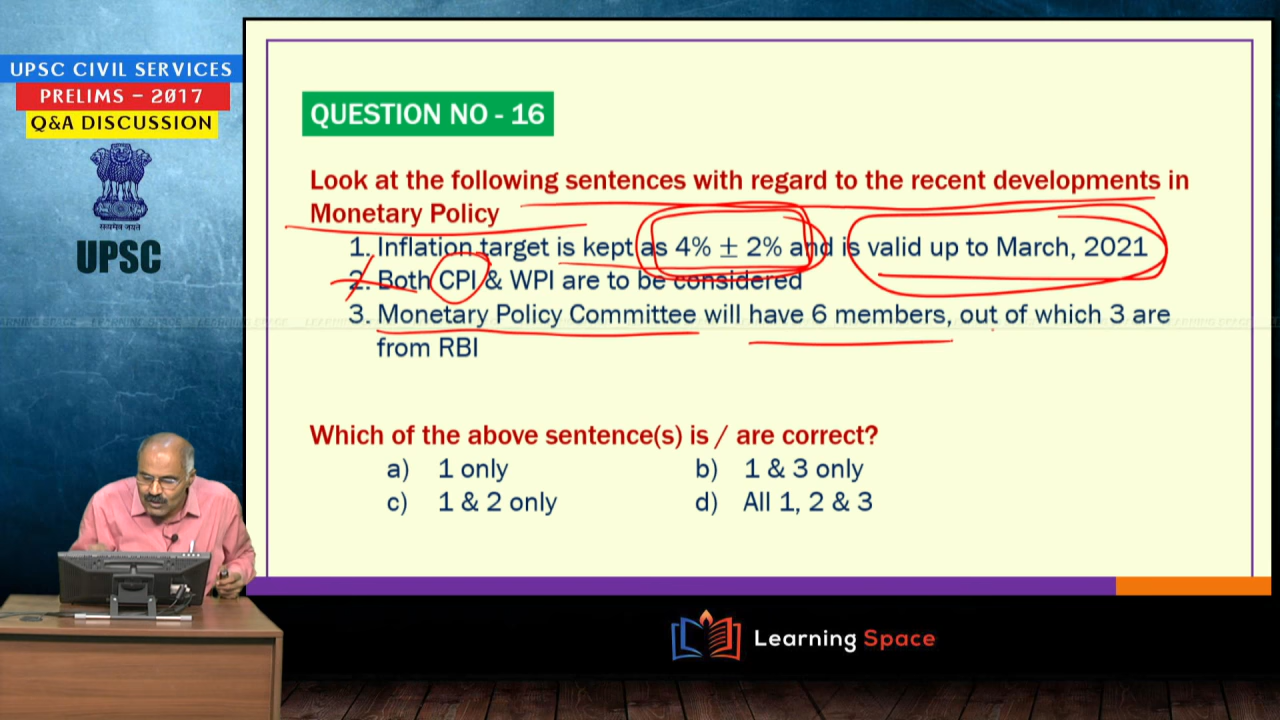 UPSC CIVIL SERVICES
PRELIMS – 2017
Q&A DISCUSSION
सत्यमेव जयते
UPSC
QUESTION NO - 16
Look at the following sentences with regard to the recent developments in
Monetary Policy
1. Inflation target is kept as 4% ± 2% and is valid up to March, 2021
2. Both CPI & WPI are to be considered
3. Monetary Policy Committee will have 6 members, out of which 3 are
from RBI
Which of the above sentence(s) is / are correct?
a) 1 only b) 1 & 3 only
c) 1 & 2 only d) All 1, 2 & 3
Learning Space